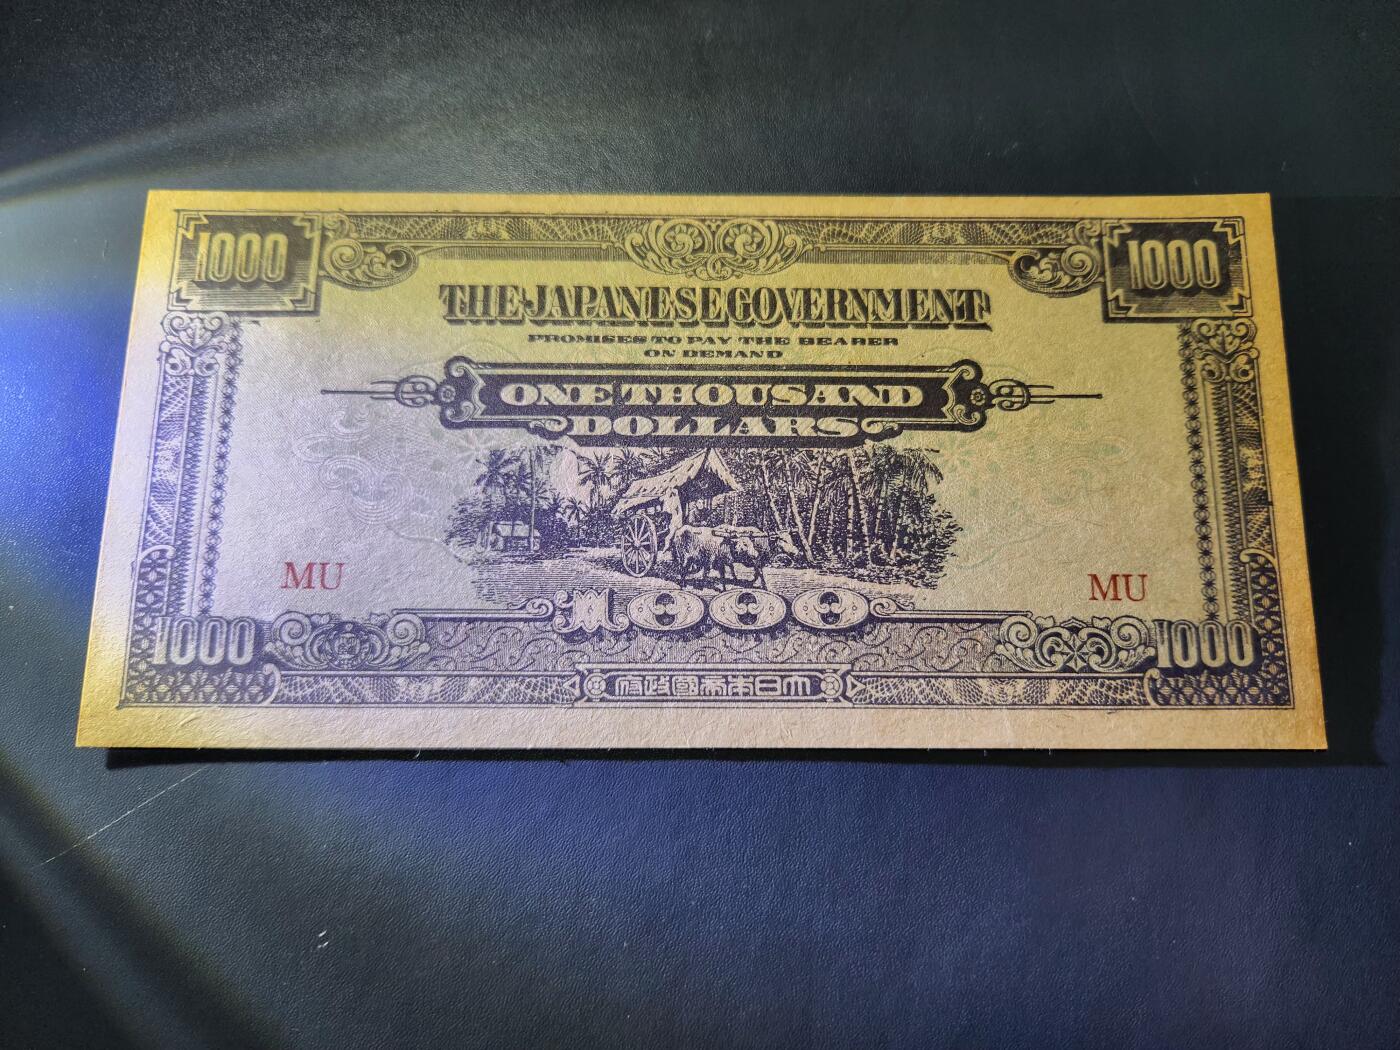 1000 1000
THE JAPANESE GOVERNMENT
PROMISES TO PAY THE BEARER
ON DEMAND
ONE THOUSAND
DOLLARS
MU MU
1000
1000 1000
府政國帝本日大